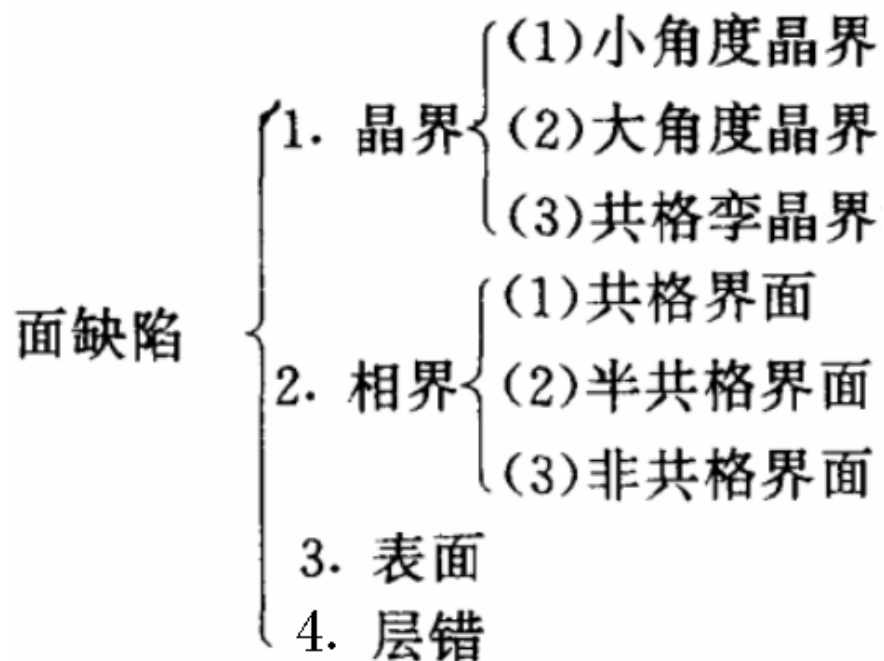 面缺陷
1. 晶界
(1)小角度晶界
(2)大角度晶界
(3)共格孪晶界
2. 相界
(1)共格界面
(2)半共格界面
(3)非共格界面
3. 表面
4. 层错